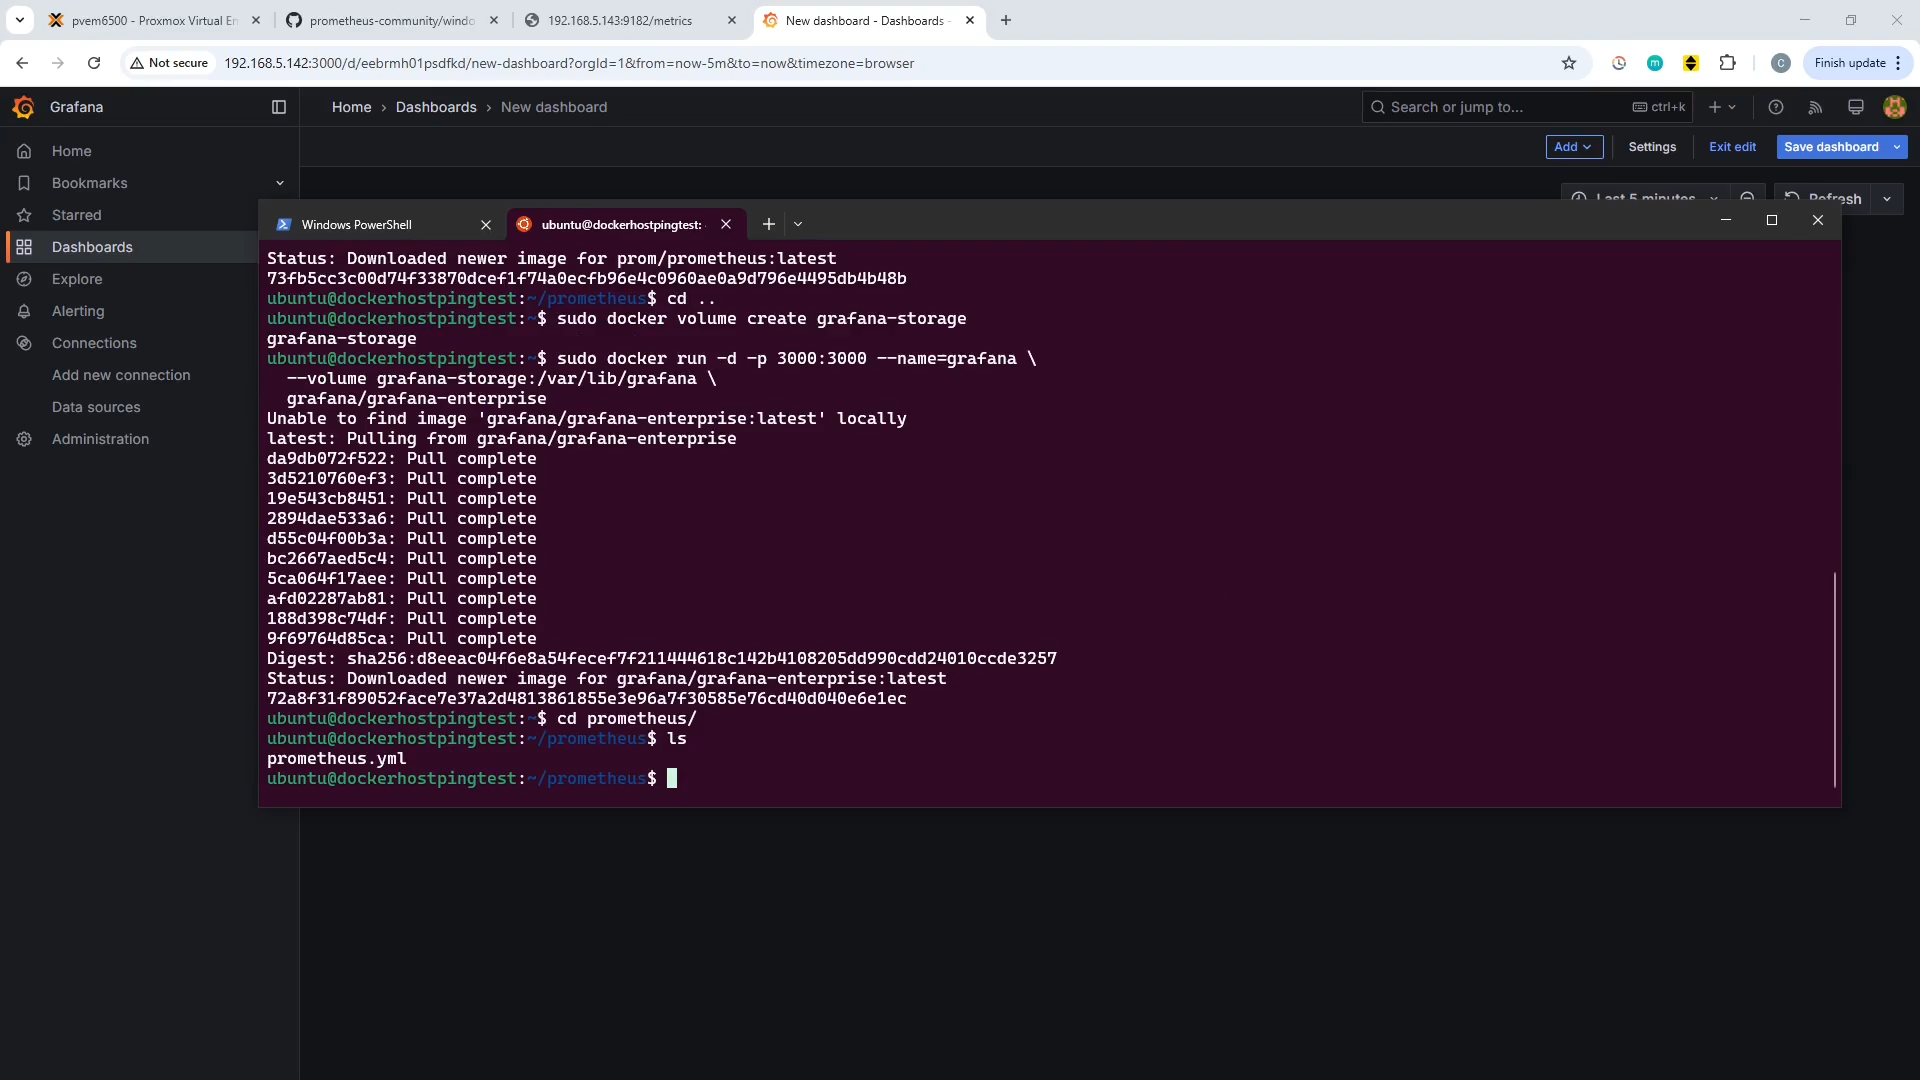 pvem6500 - Proxmox Virtual En
prometheus-community/windo
192.168.5.143:9182/metrics
New dashboard - Dashboards -
Not secure
192.168.5.142:3000/d/eebrmh01psdfkd/new-dashboard?orgId=1&from=now-5m&to=now&timezone=browser
m
C
Finish update
Grafana
Home › Dashboards › New dashboard
Search or jump to...
ctrl+k
Add
Settings
Exit edit
Save dashboard
Home
Bookmarks
Starred
Dashboards
Explore
Alerting
Connections
Add new connection
Data sources
Administration
Last 5 minutes
Refresh
Windows PowerShell
ubuntu@dockerhostpingtest:
Status: Downloaded newer image for prom/prometheus:latest
73fb5cc3c00d74f33870dcef1f74a0ecfb96e4c0960ae0a9d796e4495db4b48b
ubuntu@dockerhostpingtest:~/prometheus$ cd ..
ubuntu@dockerhostpingtest:~$ sudo docker volume create grafana-storage
grafana-storage
ubuntu@dockerhostpingtest:~$ sudo docker run -d -p 3000:3000 --name=grafana \
--volume grafana-storage:/var/lib/grafana \
grafana/grafana-enterprise
Unable to find image 'grafana/grafana-enterprise:latest' locally
latest: Pulling from grafana/grafana-enterprise
da9db072f522: Pull complete
3d5210760ef3: Pull complete
19e543cb8451: Pull complete
2894dae533a6: Pull complete
d55c04f00b3a: Pull complete
bc2667aed5c4: Pull complete
5ca064f17aee: Pull complete
afd02287ab81: Pull complete
188d398c74df: Pull complete
9f69764d85ca: Pull complete
Digest: sha256:d8eeac04f6e8a54fecef7f211444618c142b4108205dd990cdd24010ccde3257
Status: Downloaded newer image for grafana/grafana-enterprise:latest
72a8f31f89052face7e37a2d4813861855e3e96a7f30585e76cd40d040e6e1ec
ubuntu@dockerhostpingtest:~$ cd prometheus/
ubuntu@dockerhostpingtest:~/prometheus$ ls
prometheus.yml
ubuntu@dockerhostpingtest:~/prometheus$